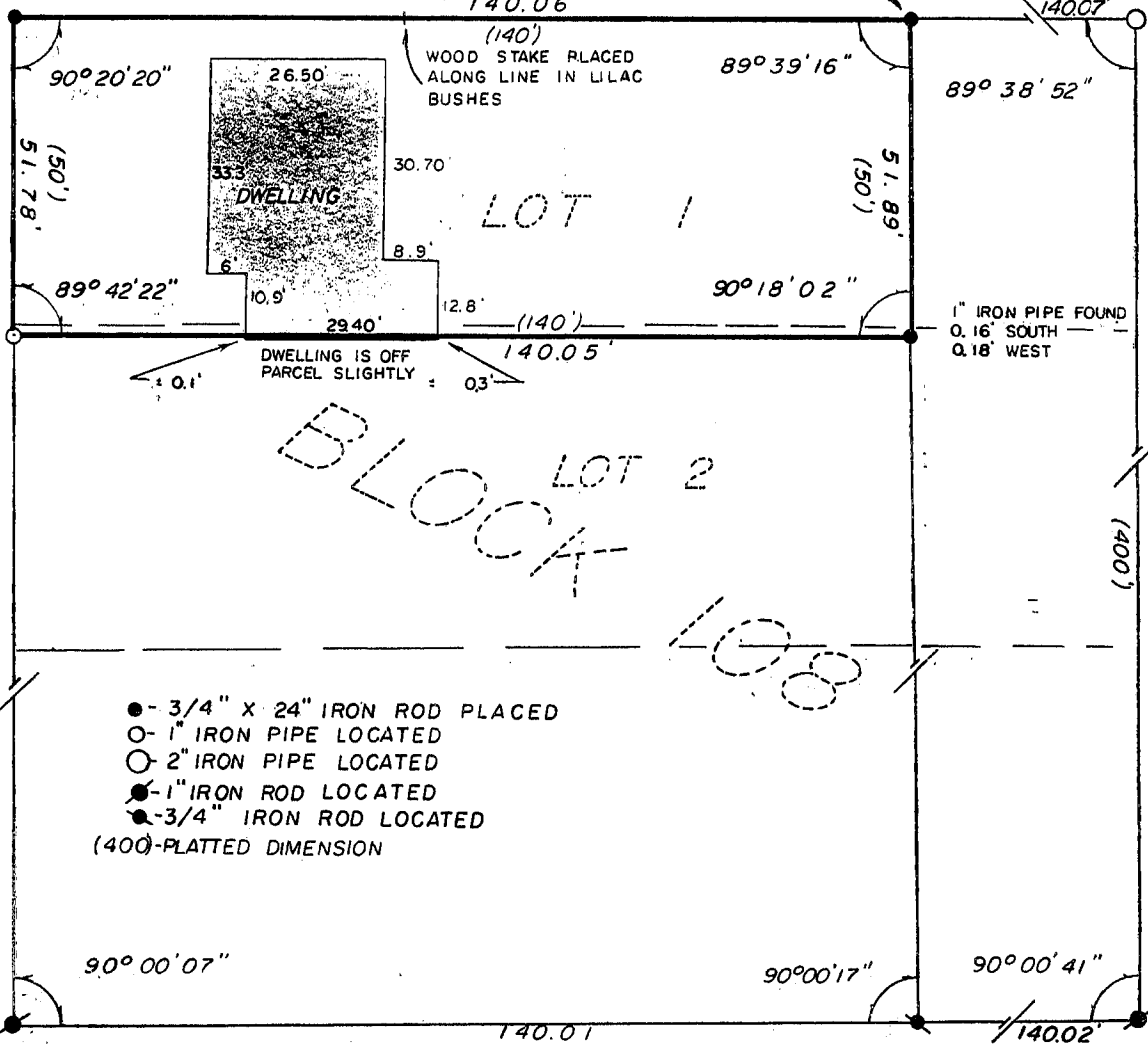 140.06'
140.07'
(140')
WOOD STAKE PLACED
ALONG LINE IN LILAC
BUSHES
90° 20' 20"
89° 39' 16"
89° 38' 52"
26.50'
(50')
51.78'
33.3
DWELLING
30.70'
LOT 1
51.89'
(50')
6'
8.9'
89° 42' 22"
10.9'
12.8'
90° 18' 02"
29.40'
(140')
140.05'
1" IRON PIPE FOUND
0.16' SOUTH
0.18' WEST
DWELLING IS OFF
PARCEL SLIGHTLY
± 0.1'
± 0.3'
BLOCK 108
LOT 2
(400')
3/4" X 24" IRON ROD PLACED
1" IRON PIPE LOCATED
2" IRON PIPE LOCATED
1" IRON ROD LOCATED
3/4" IRON ROD LOCATED
(400)-PLATTED DIMENSION
90° 00' 07"
90° 00' 17"
90° 00' 41"
140.01
140.02'